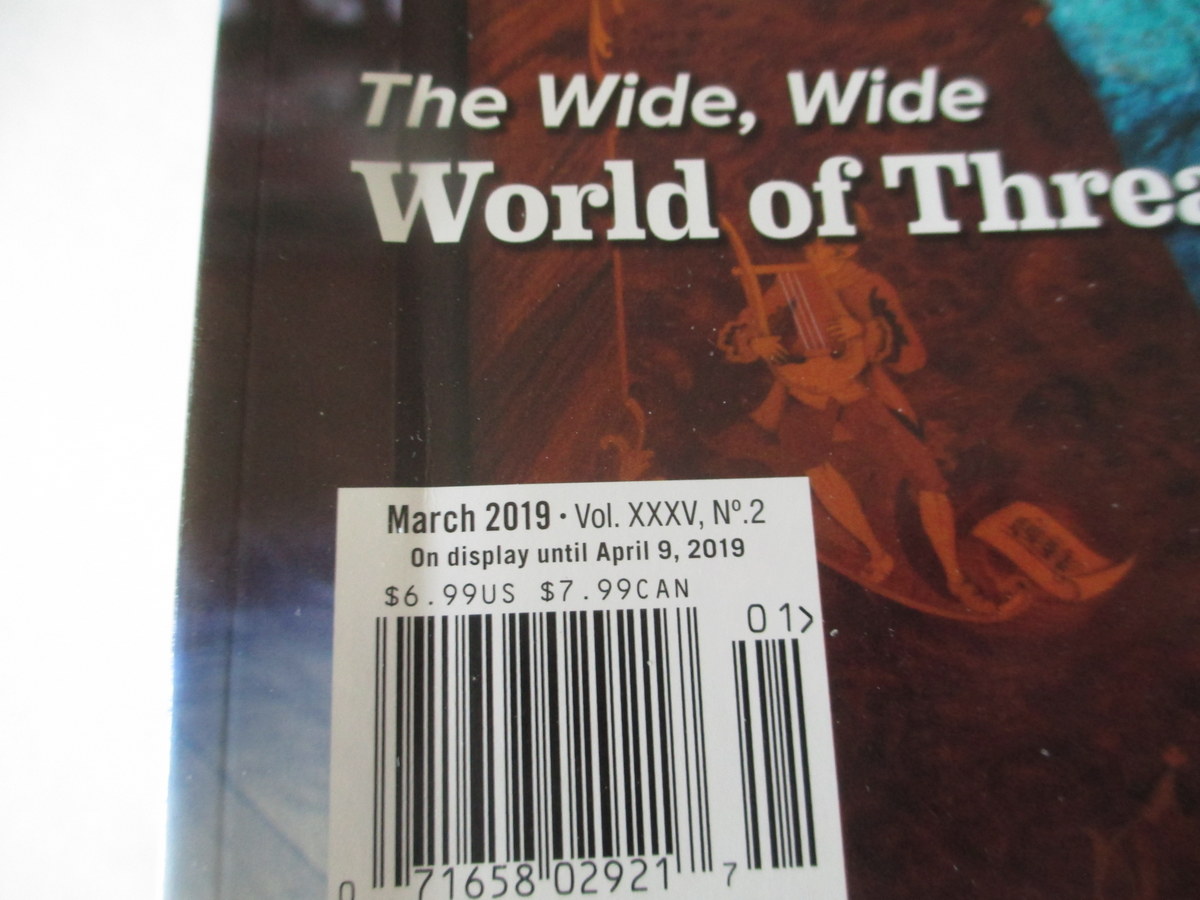 The Wide, Wide
World of Threa
March 2019 · Vol. XXXV, Nº.2
On display until April 9, 2019
$6.99US $7.99CAN
01>
0 71658 02921 7